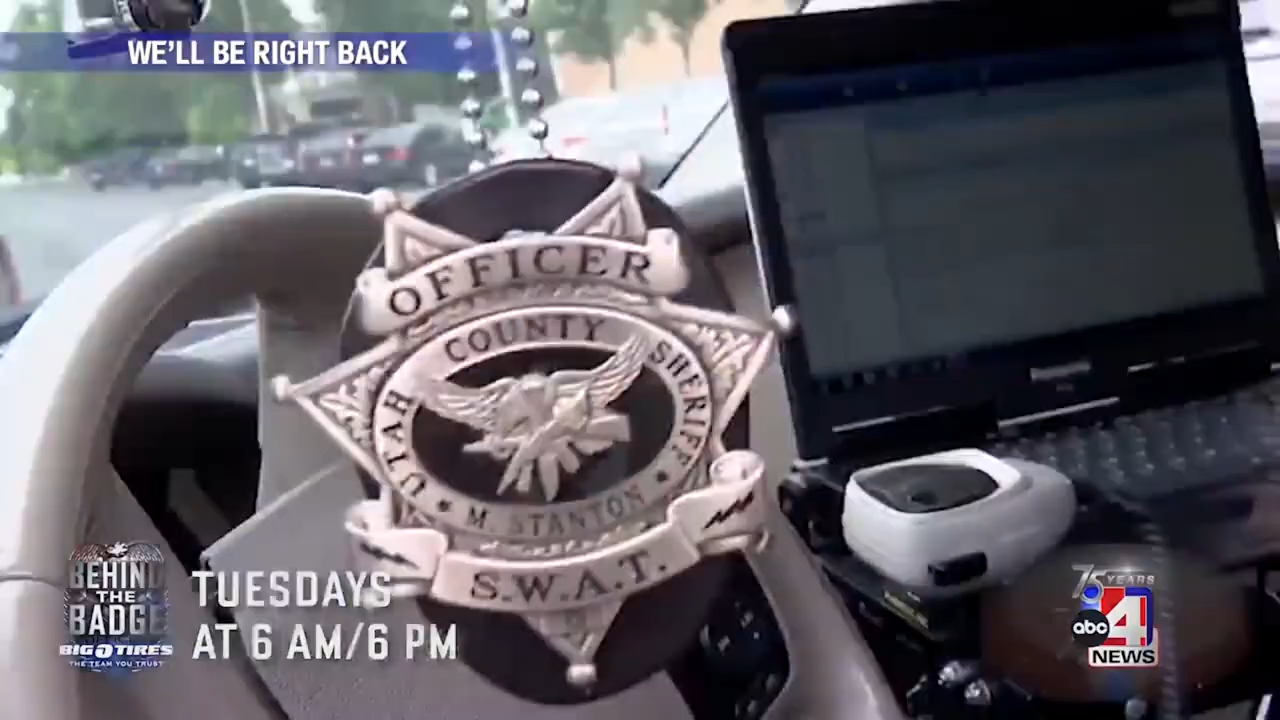 WE'LL BE RIGHT BACK
OFFICER
UTAH COUNTY SHERIFF
M. STANTON
S.W.A.T.
BEHIND
THE
BADGE
BIG O TIRES
THE TEAM YOU TRUST
TUESDAYS
AT 6 AM/6 PM
75 YEARS
abc 4
NEWS